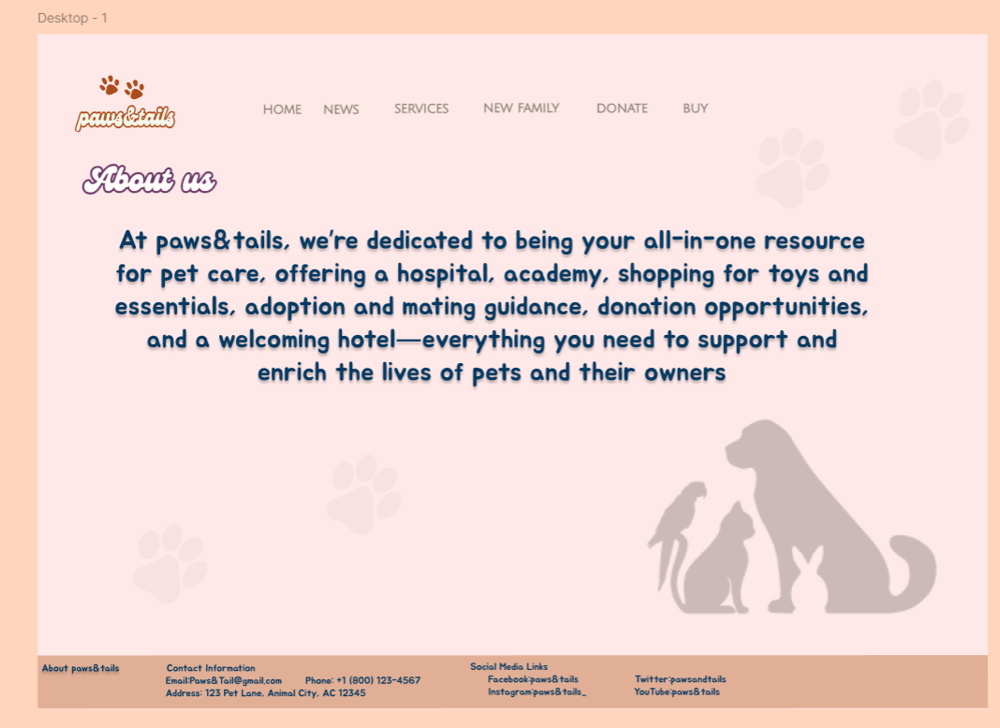 Desktop - 1
paws&tails
HOME NEWS SERVICES NEW FAMILY DONATE BUY
About us
At paws&tails, we're dedicated to being your all-in-one resource
for pet care, offering a hospital, academy, shopping for toys and
essentials, adoption and mating guidance, donation opportunities,
and a welcoming hotel—everything you need to support and
enrich the lives of pets and their owners
About paws&tails
Contact Information
Email:Paws&Tail@gmail.com Phone: +1 (800) 123-4567
Address: 123 Pet Lane, Animal City, AC 12345
Social Media Links
Facebook:paws&tails Twitter:pawsandtails
Instagram:paws&tails_ YouTube:paws&tails